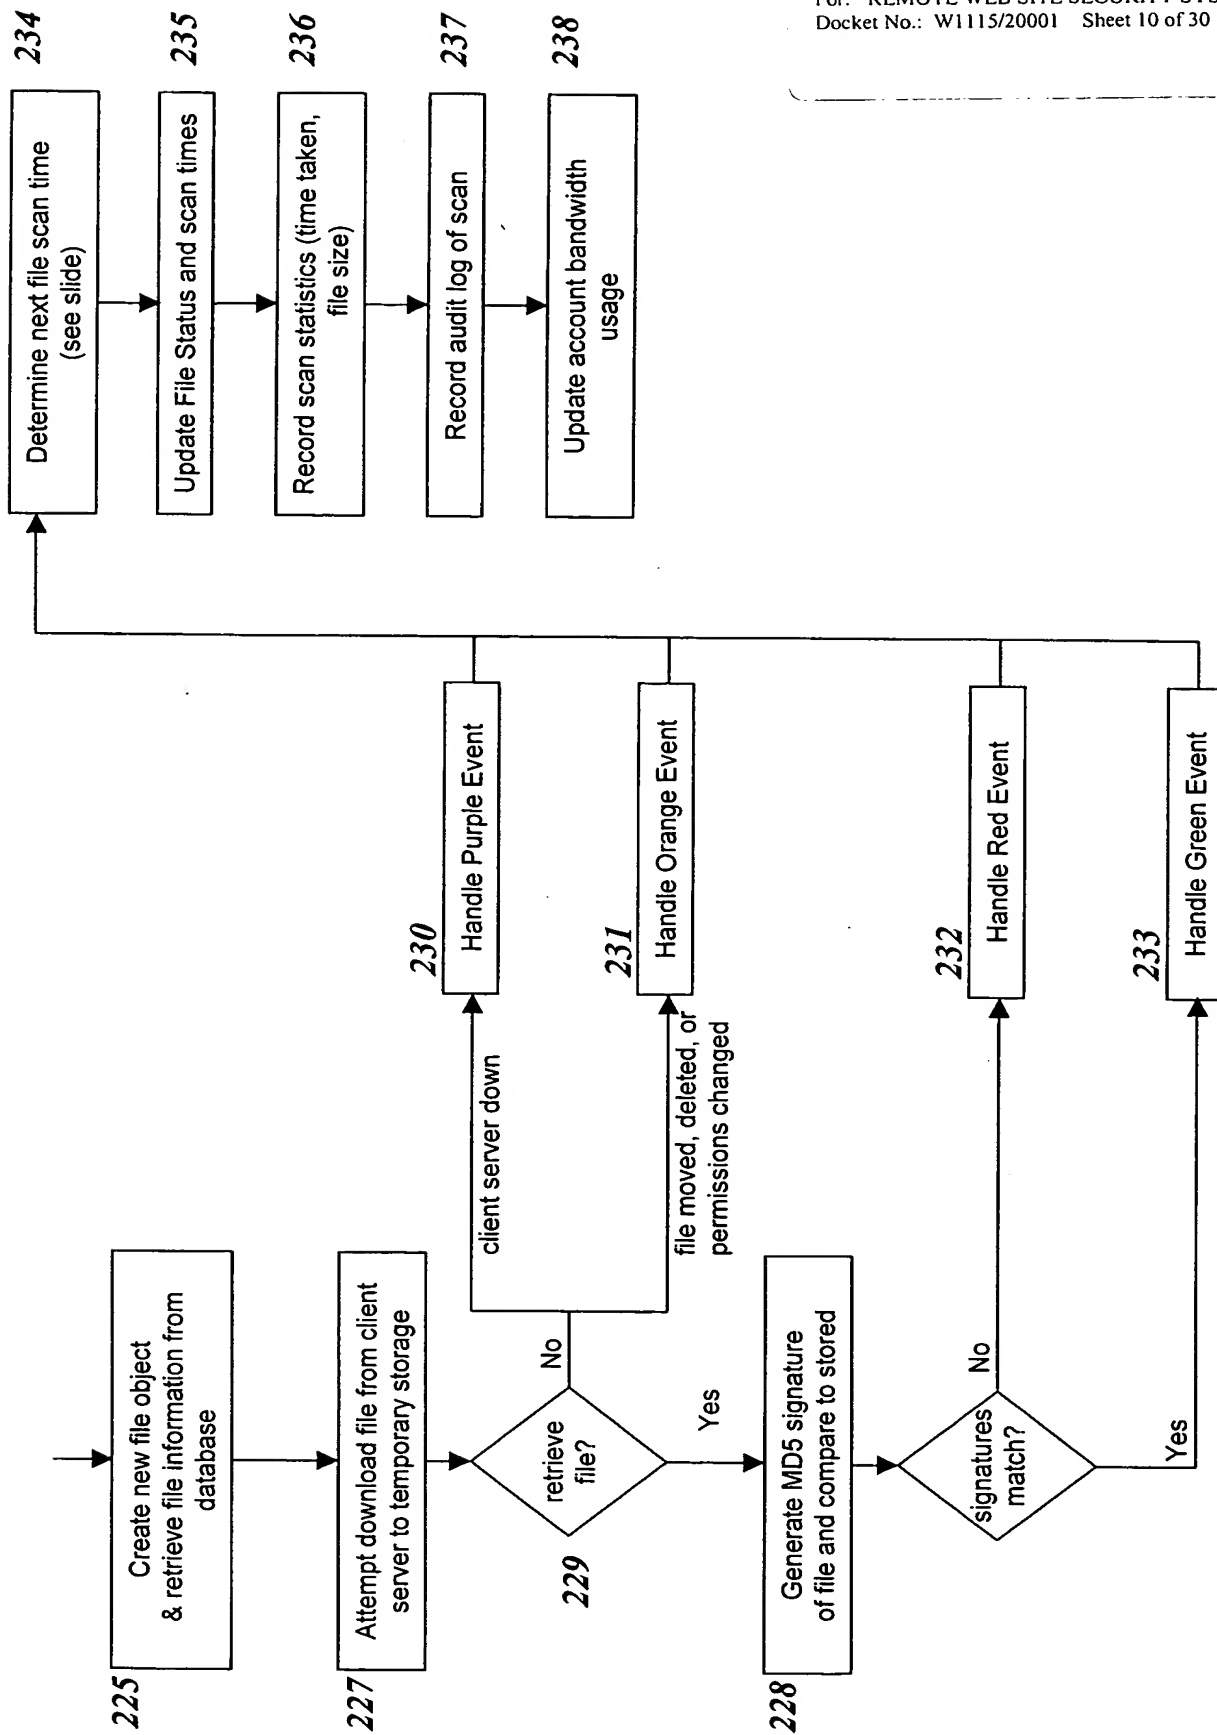 For: REMOTE WEB SITE SECURITY
Docket No.: W1115/20001 Sheet 10 of 30
225
Create new file object
& retrieve file information from
database
227
Attempt download file from client
server to temporary storage
229
retrieve
file?
No
Yes
client server down
file moved, deleted, or
permissions changed
228
Generate MD5 signature
of file and compare to stored
signatures
match?
No
Yes
230
Handle Purple Event
231
Handle Orange Event
232
Handle Red Event
233
Handle Green Event
Determine next file scan time
(see slide)
234
Update File Status and scan times
235
Record scan statistics (time taken,
file size)
236
Record audit log of scan
237
Update account bandwidth
usage
238